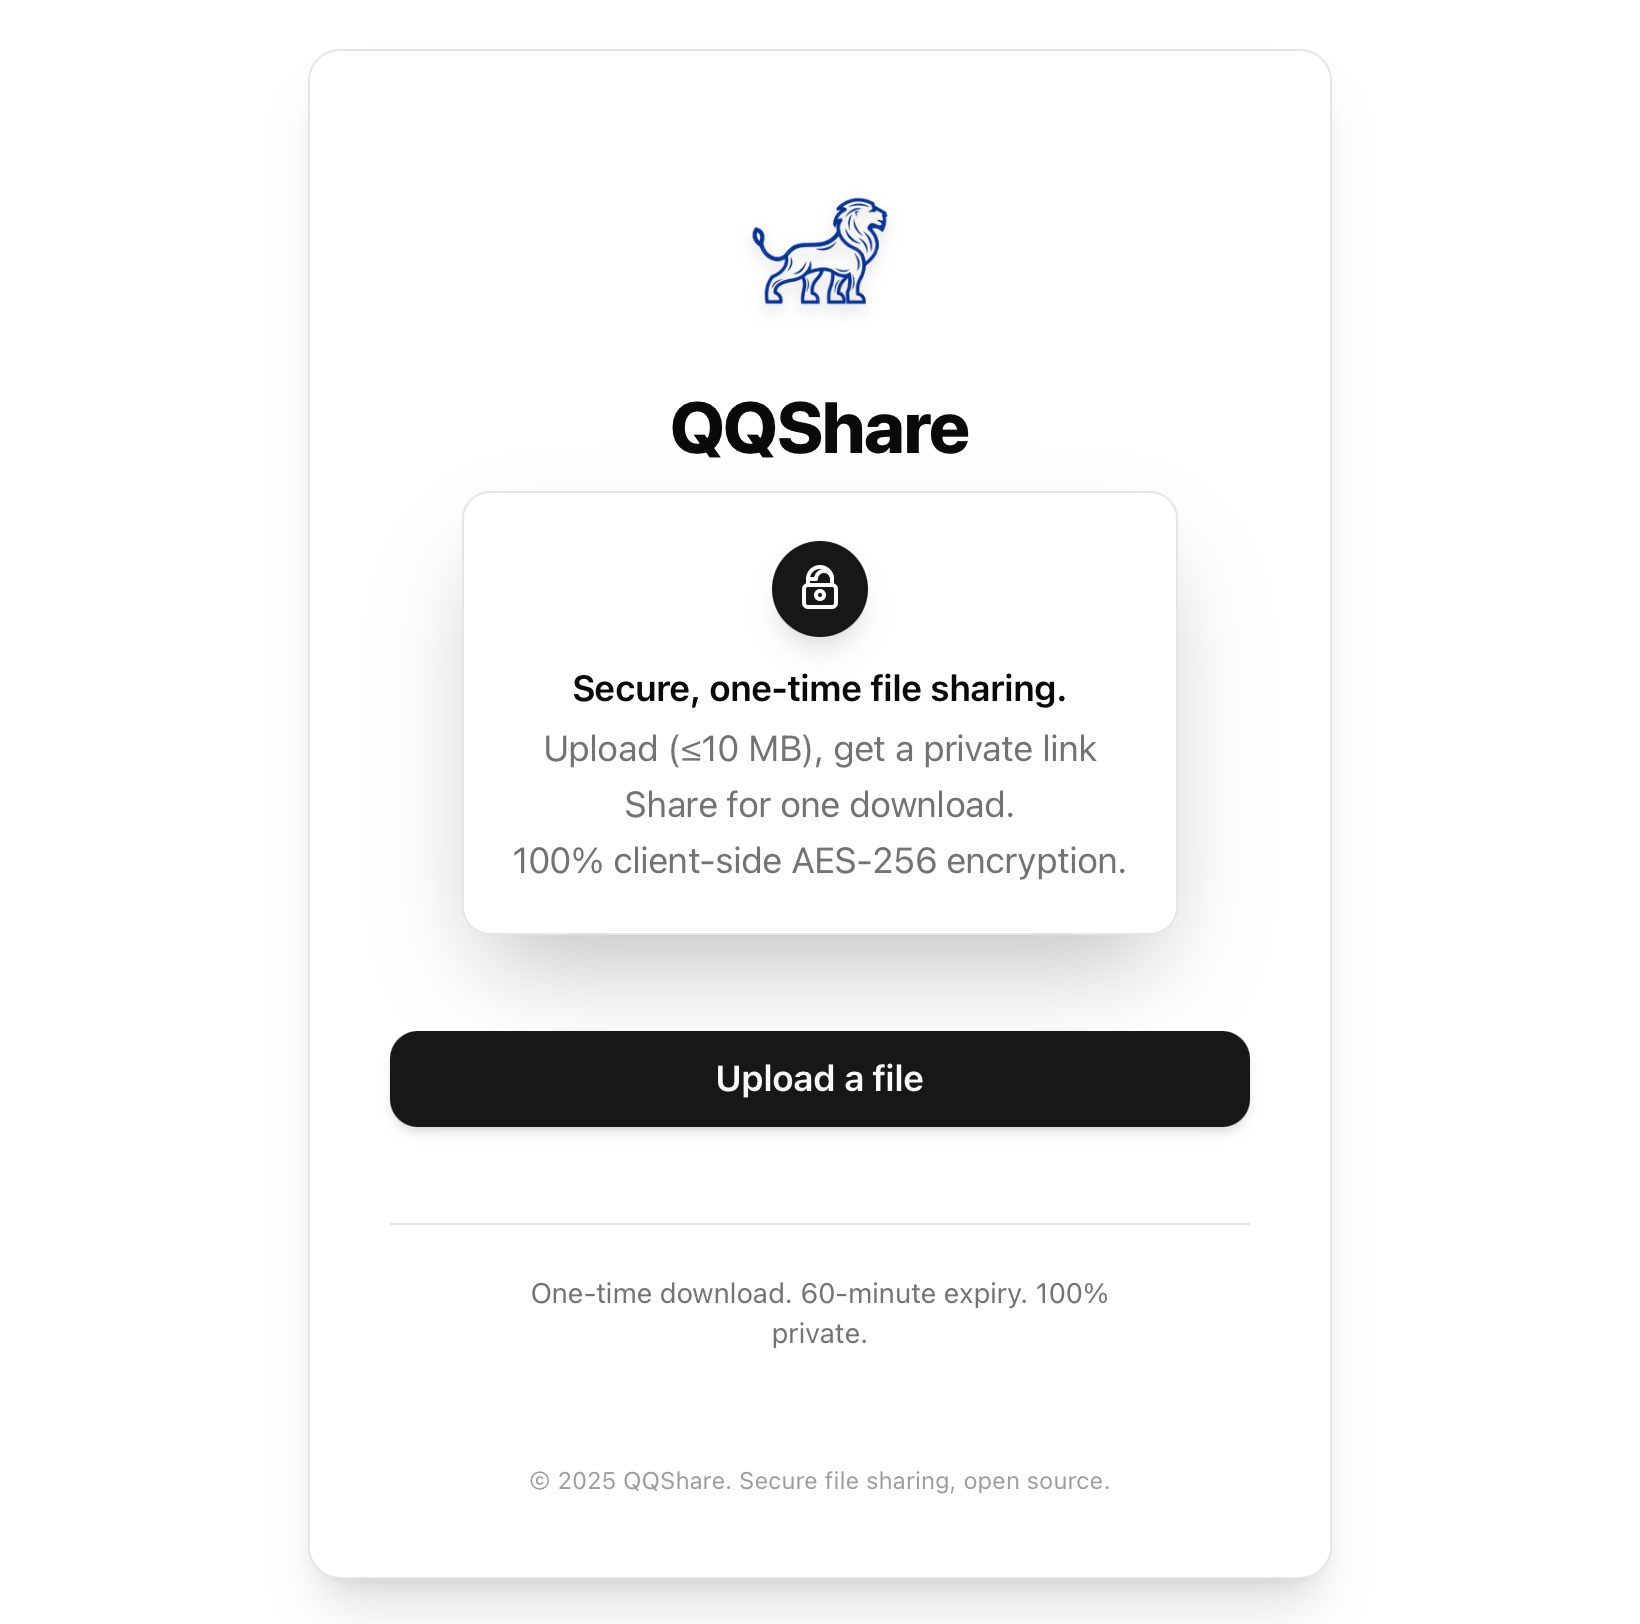 QQShare
Secure, one-time file sharing.
Upload (≤10 MB), get a private link
Share for one download.
100% client-side AES-256 encryption.
Upload a file
One-time download. 60-minute expiry. 100%
private.
© 2025 QQShare. Secure file sharing, open source.